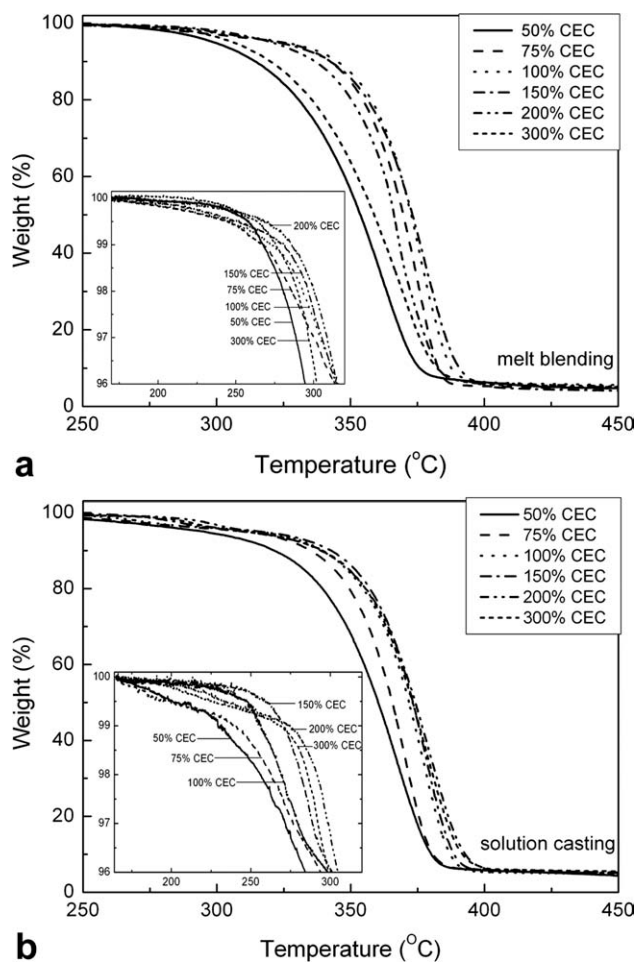 100
80
60
40
20
0
Weight (%)
50% CEC
75% CEC
100% CEC
150% CEC
200% CEC
300% CEC
100
99
98
97
96
200% CEC
150% CEC
75% CEC
100% CEC
50% CEC
300% CEC
200 250 300
melt blending
250 300 350 400 450
a
Temperature (°C)
100
80
60
40
20
0
Weight (%)
50% CEC
75% CEC
100% CEC
150% CEC
200% CEC
300% CEC
100
99
98
97
96
150% CEC
200% CEC
300% CEC
50% CEC
75% CEC
100% CEC
200 250 300
solution casting
250 300 350 400 450
b
Temperature (°C)